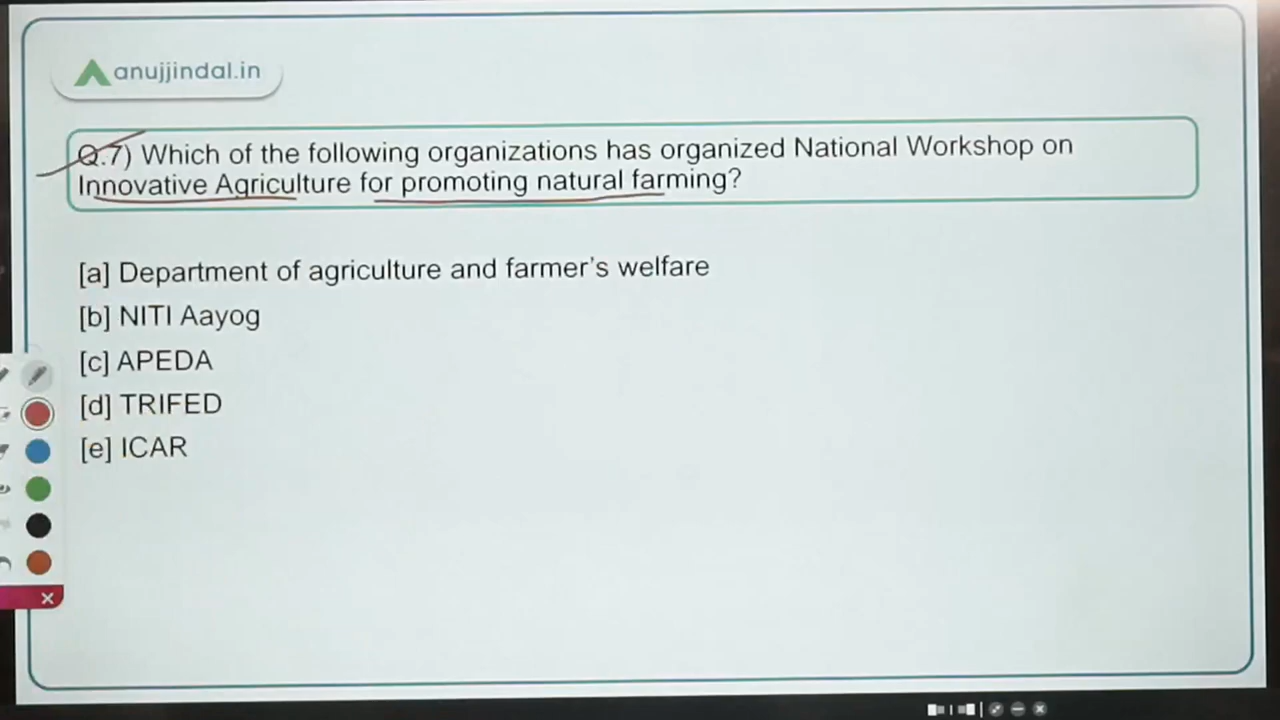 anujjindal.in
Q.7) Which of the following organizations has organized National Workshop on
Innovative Agriculture for promoting natural farming?
[a] Department of agriculture and farmer's welfare
[b] NITI Aayog
[c] APEDA
[d] TRIFED
[e] ICAR